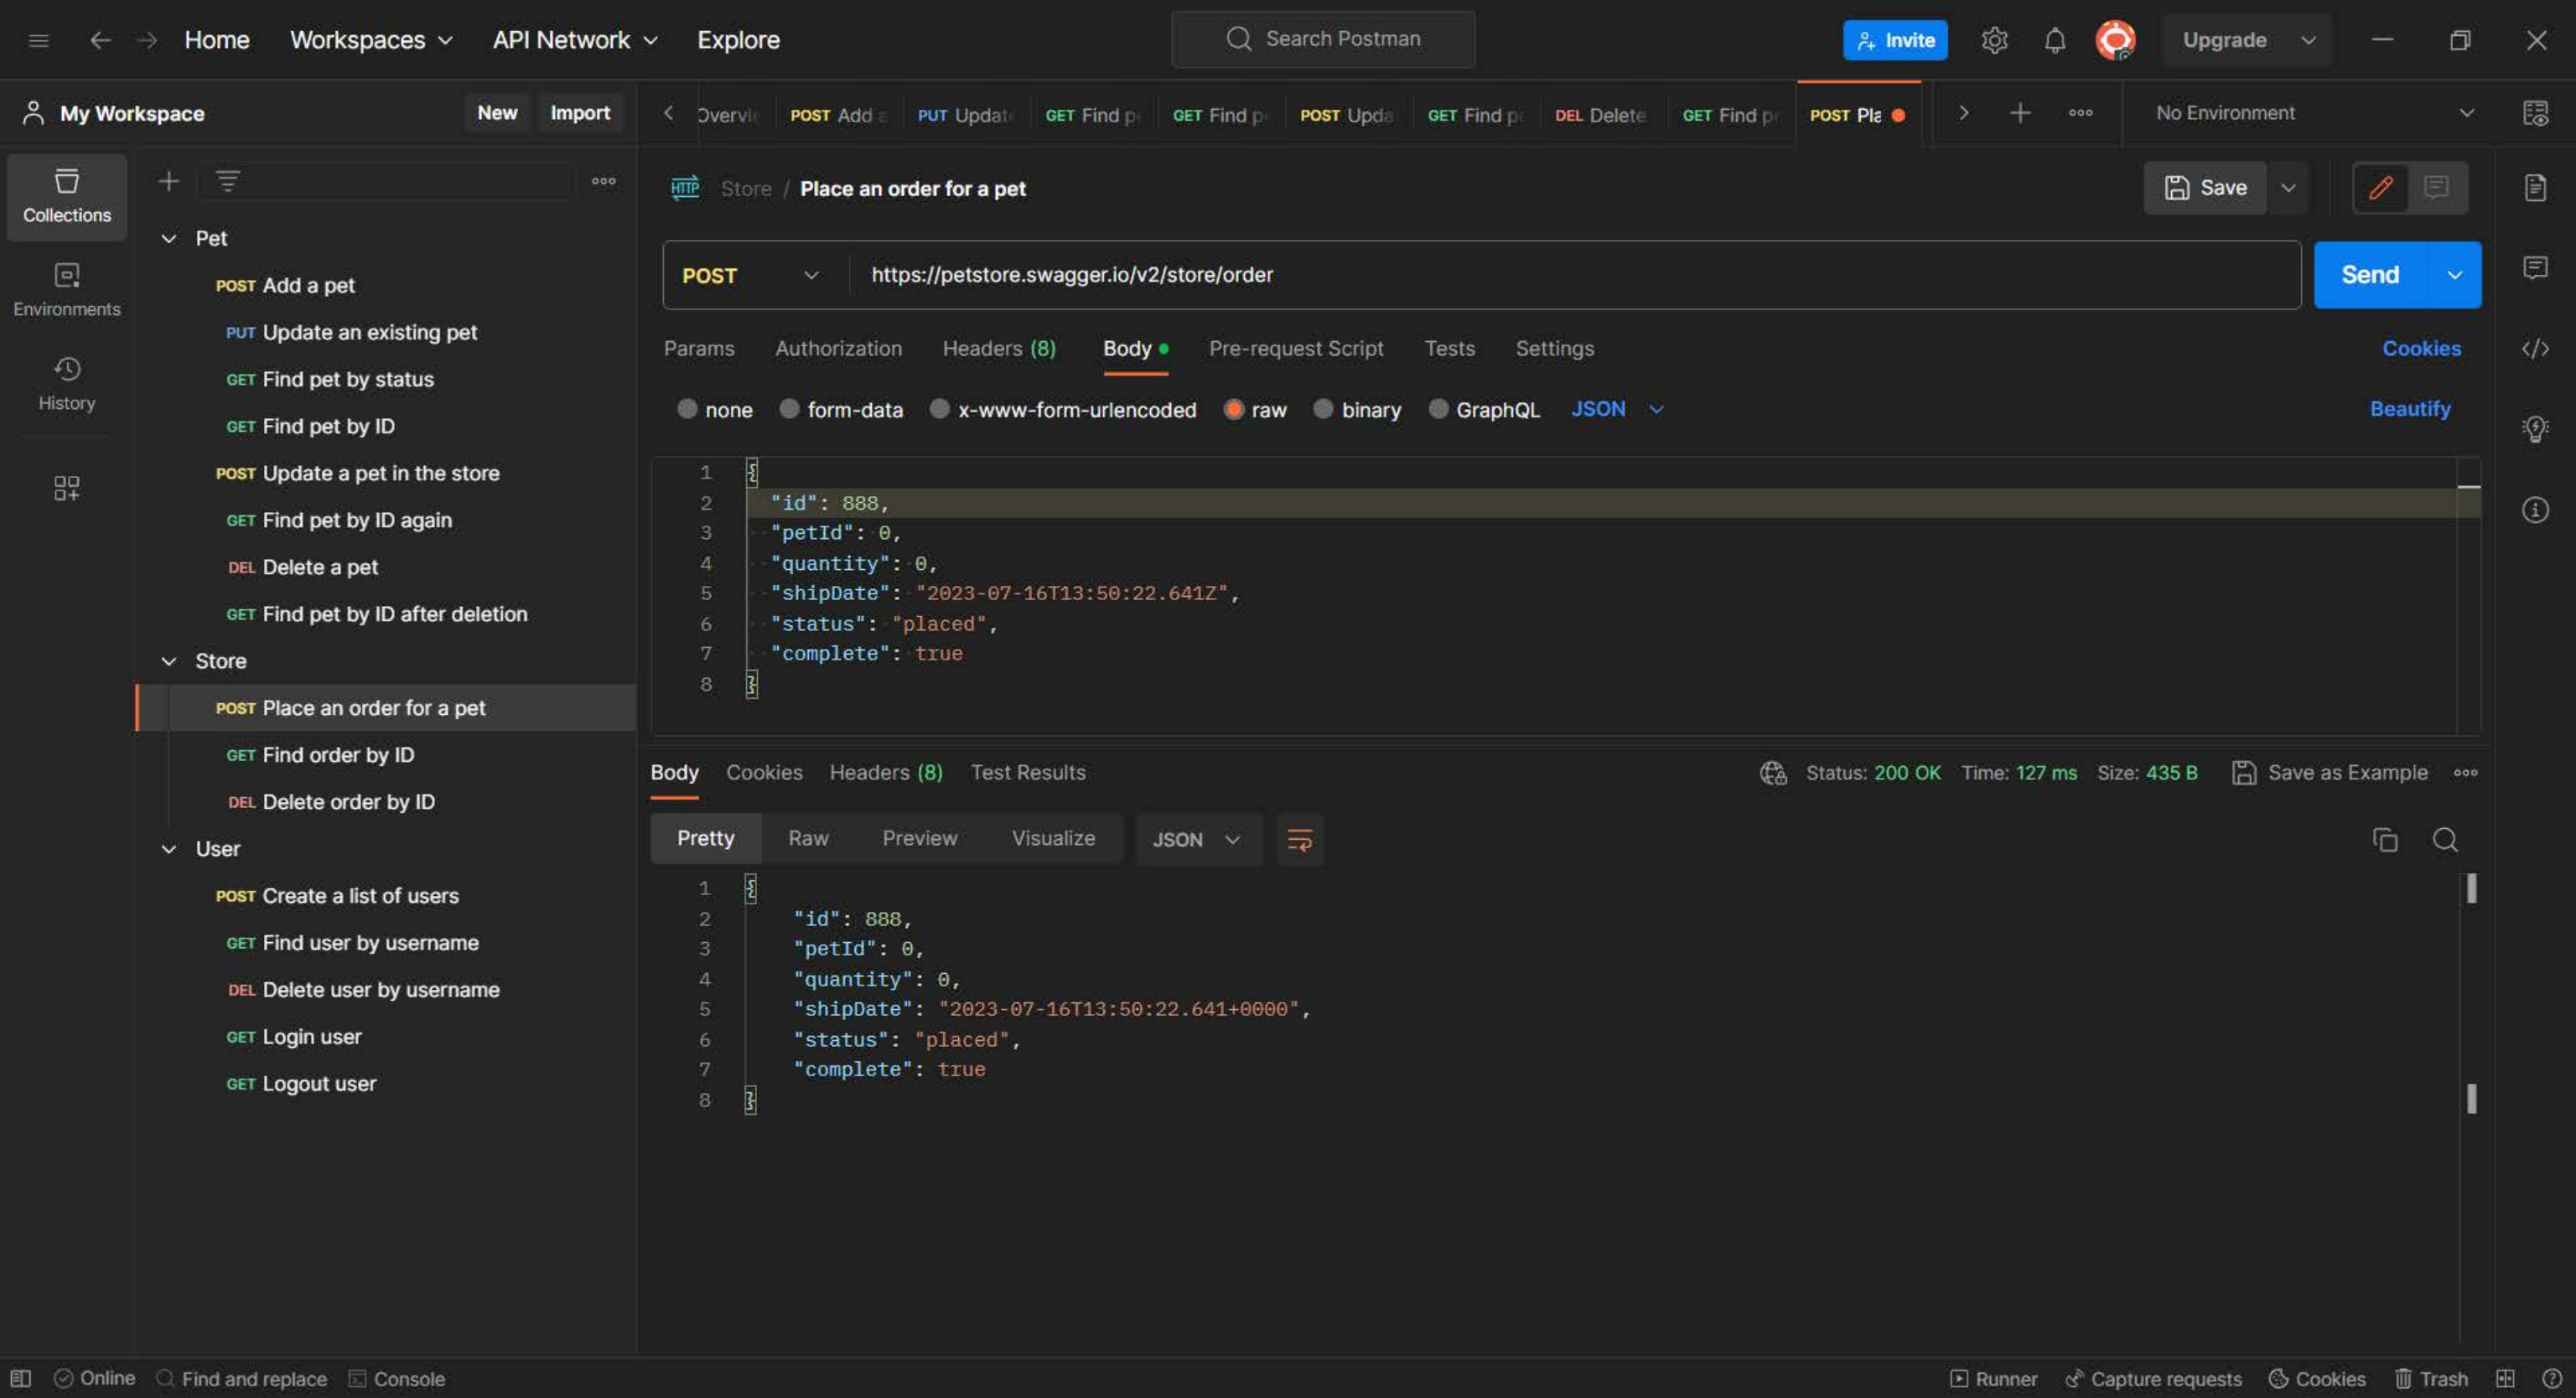 Home Workspaces API Network Explore Search Postman Invite Upgrade
My Workspace New Import
POST Add PUT GET GET POST GET DEL Delete GET POST No Environment
Collections
Environments
History
Pet
POST Add a pet
PUT Update an existing pet
GET Find pet by status
GET Find pet by ID
POST Update a pet in the store
GET Find pet by ID again
DEL Delete a pet
GET Find pet by ID after deletion
Store
POST Place an order for a pet
GET Find order by ID
DEL Delete order by ID
User
POST Create a list of users
GET Find user by username
DEL Delete user by username
GET Login user
GET Logout user
HTTP Store / Place an order for a pet Save
POST https://petstore.swagger.io/v2/store/order Send
Params Authorization Headers (8) Body Pre-request Script Tests Settings Cookies
none form-data x-www-form-urlencoded raw binary GraphQL JSON Beautify
1 {
2 "id": 888,
3 "petId": 0,
4 "quantity": 0,
5 "shipDate": "2023-07-16T13:50:22.641Z",
6 "status": "placed",
7 "complete": true
8 }
Body Cookies Headers (8) Test Results Status: 200 OK Time: 127 ms Size: 435 B Save as Example
Pretty Raw Preview Visualize JSON
1 {
2 "id": 888,
3 "petId": 0,
4 "quantity": 0,
5 "shipDate": "2023-07-16T13:50:22.641+0000",
6 "status": "placed",
7 "complete": true
8 }
Online Find and replace Console Runner Capture requests Cookies Trash